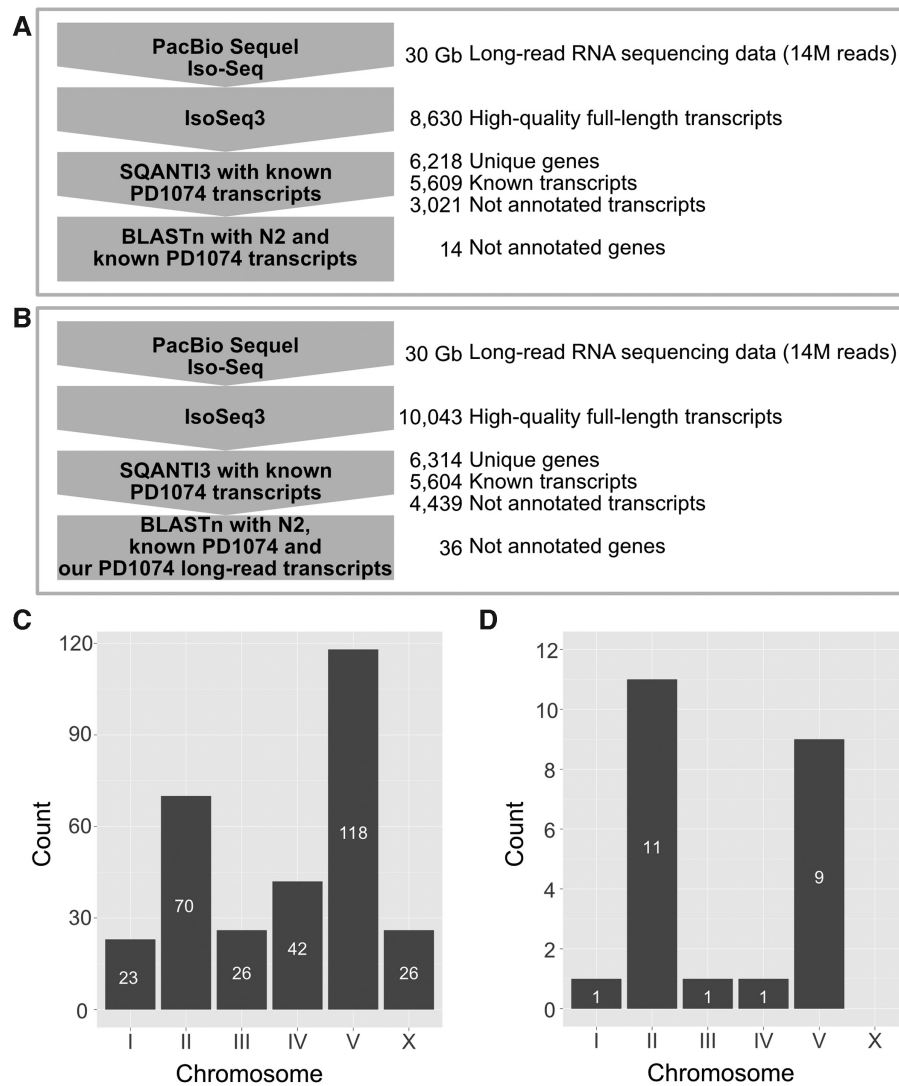 A
PacBio Sequel
Iso-Seq
30 Gb Long-read RNA sequencing data (14M reads)
IsoSeq3
8,630 High-quality full-length transcripts
SQANTI3 with known
PD1074 transcripts
6,218 Unique genes
5,609 Known transcripts
3,021 Not annotated transcripts
BLASTn with N2 and
known PD1074 transcripts
14 Not annotated genes
B
PacBio Sequel
Iso-Seq
30 Gb Long-read RNA sequencing data (14M reads)
IsoSeq3
10,043 High-quality full-length transcripts
SQANTI3 with known
PD1074 transcripts
6,314 Unique genes
5,604 Known transcripts
4,439 Not annotated transcripts
BLASTn with N2,
known PD1074 and
our PD1074 long-read transcripts
36 Not annotated genes
C
Count
120
90
60
30
0
23
70
26
42
118
26
I II III IV V X
Chromosome
D
Count
12
10
8
6
4
2
0
1
11
1
1
9
I II III IV V X
Chromosome